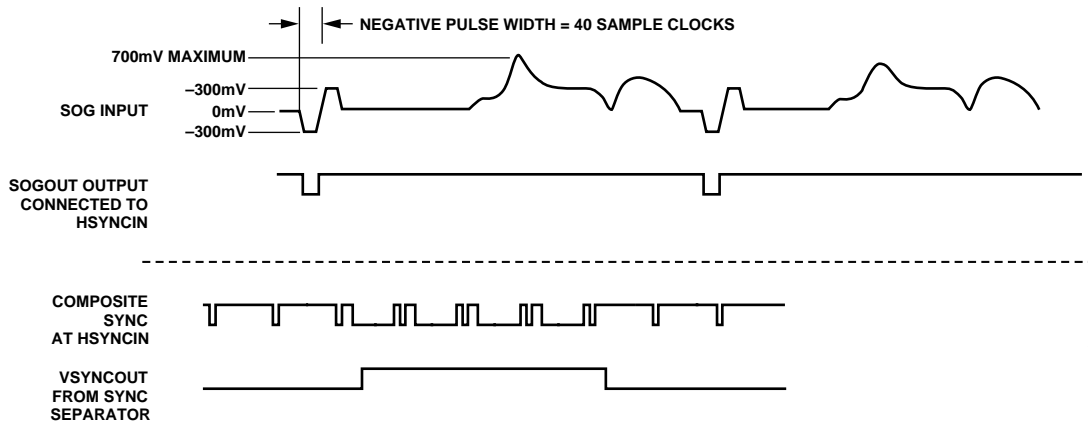 NEGATIVE PULSE WIDTH = 40 SAMPLE CLOCKS
700mV MAXIMUM
–300mV
SOG INPUT
0mV
–300mV
SOGOUT OUTPUT
CONNECTED TO
HSYNCIN
COMPOSITE
SYNC
AT HSYNCIN
VSYNCOUT
FROM SYNC
SEPARATOR